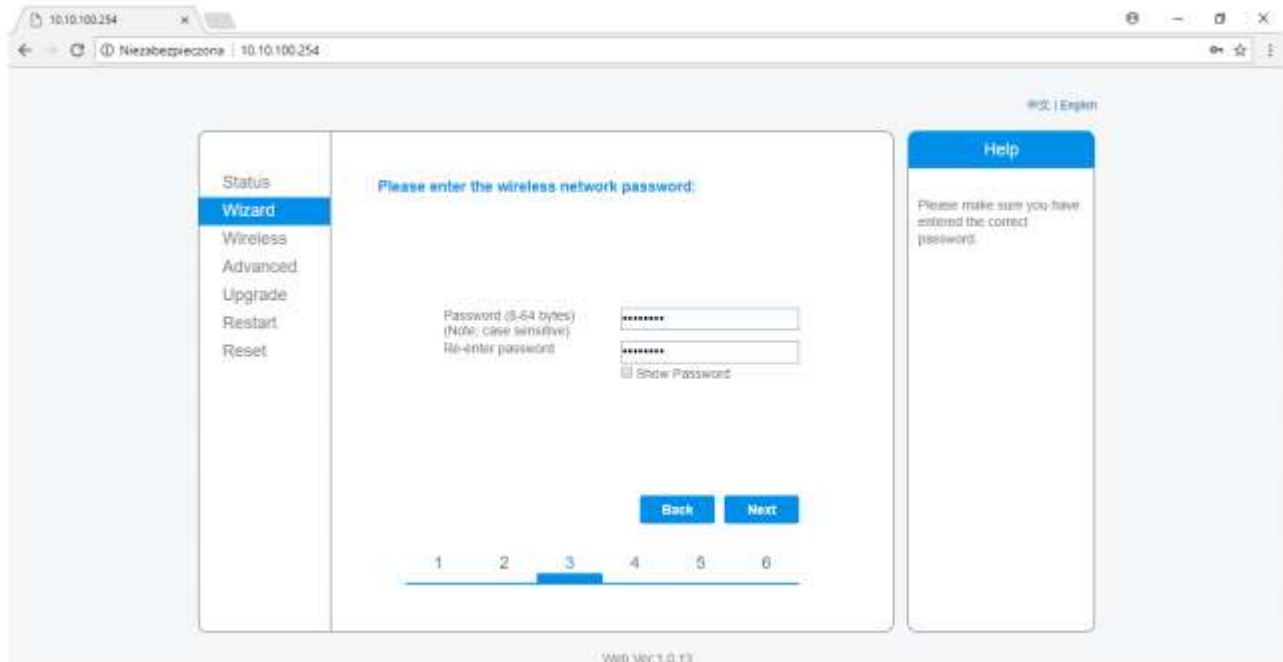 10.10.100.254
Niezabezpieczona | 10.10.100.254
中文 | English
Help
Please make sure you have
entered the correct
password.
Status
Wizard
Wireless
Advanced
Upgrade
Restart
Reset
Please enter the wireless network password:
Password (8-64 bytes)
(Note: case sensitive)
Re-enter password
Show Password
Back Next
1 2 3 4 5 6
Web Ver:1.0.13